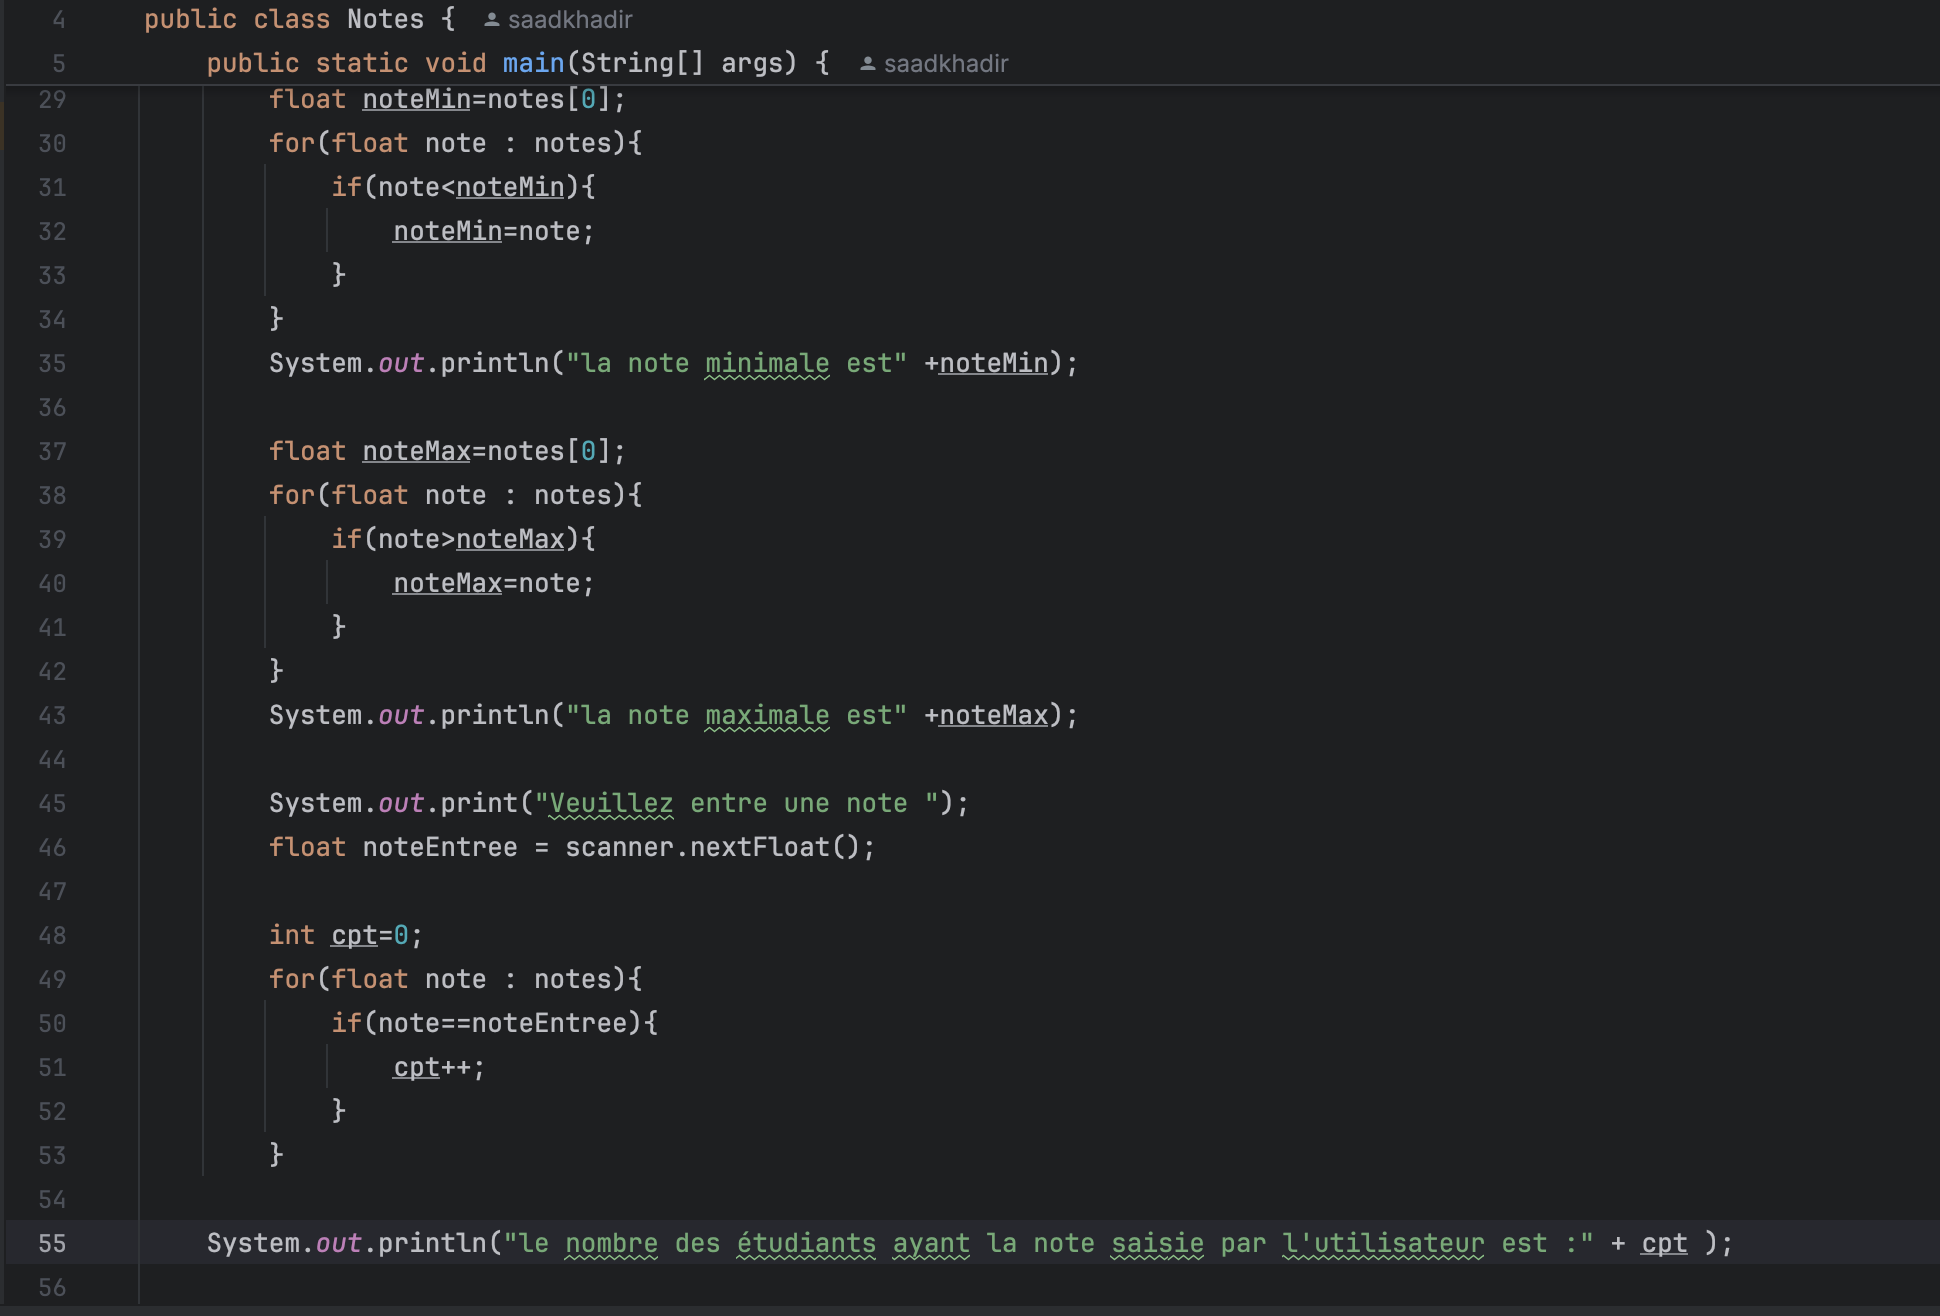 4 public class Notes { saadkhadir
5 public static void main(String[] args) { saadkhadir
29 float noteMin=notes[0];
30 for(float note : notes){
31 if(note<noteMin){
32 noteMin=note;
33 }
34 }
35 System.out.println("la note minimale est" +noteMin);
36
37 float noteMax=notes[0];
38 for(float note : notes){
39 if(note>noteMax){
40 noteMax=note;
41 }
42 }
43 System.out.println("la note maximale est" +noteMax);
44
45 System.out.print("Veuillez entre une note ");
46 float noteEntree = scanner.nextFloat();
47
48 int cpt=0;
49 for(float note : notes){
50 if(note==noteEntree){
51 cpt++;
52 }
53 }
54
55 System.out.println("le nombre des étudiants ayant la note saisie par l'utilisateur est :" + cpt );
56